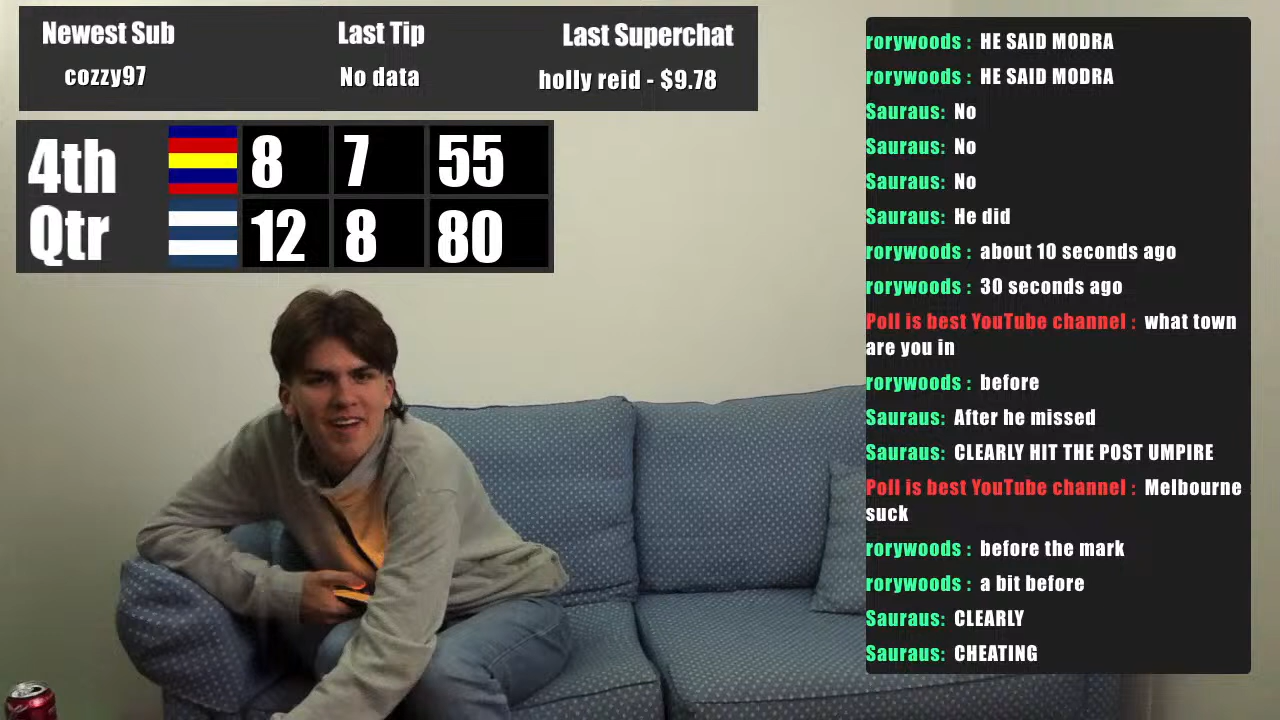 Newest Sub Last Tip Last Superchat
cozzy97 No data holly reid - $9.78
4th 8 7 55
Qtr 12 8 80
rorywoods : HE SAID MODRA
rorywoods : HE SAID MODRA
Sauraus: No
Sauraus: No
Sauraus: No
Sauraus: He did
rorywoods : about 10 seconds ago
rorywoods : 30 seconds ago
Poll is best YouTube channel : what town
are you in
rorywoods : before
Sauraus: After he missed
Sauraus: CLEARLY HIT THE POST UMPIRE
Poll is best YouTube channel : Melbourne
suck
rorywoods : before the mark
rorywoods : a bit before
Sauraus: CLEARLY
Sauraus: CHEATING